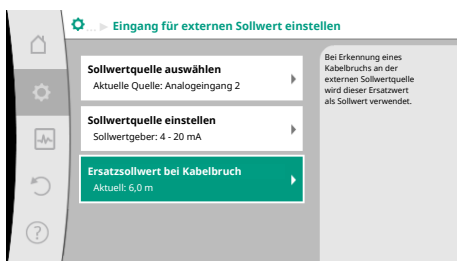 ... Eingang für externen Sollwert einstellen
Sollwertquelle auswählen
Aktuelle Quelle: Analogeingang 2
Sollwertquelle einstellen
Sollwertgeber: 4 - 20 mA
Ersatzsollwert bei Kabelbruch
Aktuell: 6,0 m
Bei Erkennung eines
Kabelbruchs an der
externen Sollwertquelle
wird dieser Ersatzwert
als Sollwert verwendet.